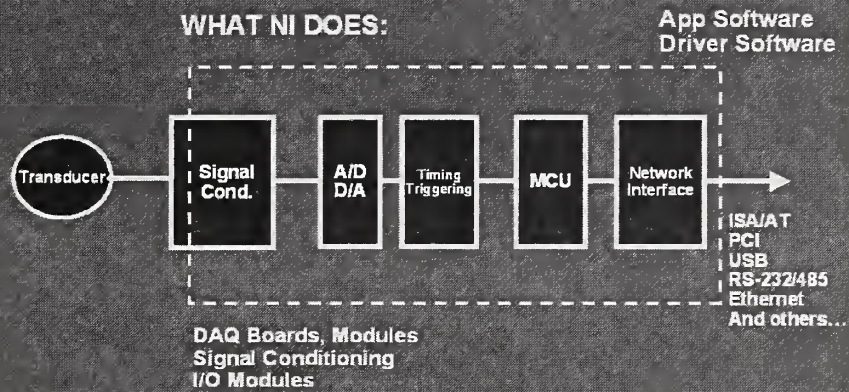 WHAT NI DOES:
App Software
Driver Software
Transducer
Signal
Cond.
A/D
D/A
Timing
Triggering
MCU
Network
Interface
ISA/AT
PCI
USB
RS-232/485
Ethernet
And others...
DAQ Boards, Modules
Signal Conditioning
I/O Modules